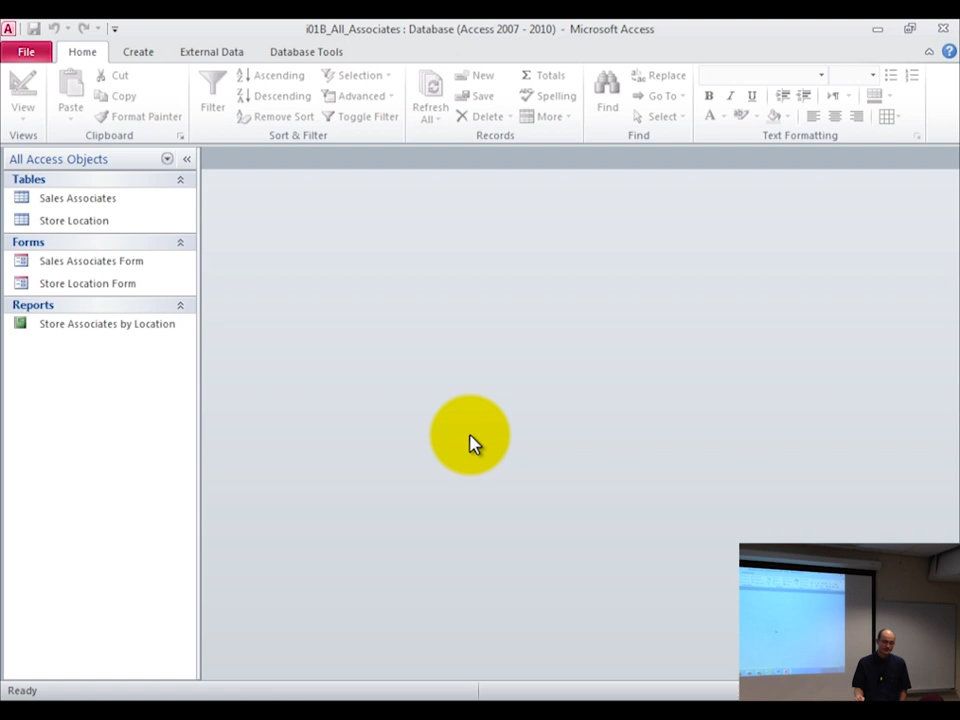 A
i01B_All_Associates : Database (Access 2007 - 2010) - Microsoft Access
File Home Create External Data Database Tools
View
Views
Paste
Cut
Copy
Format Painter
Clipboard
Filter
Ascending
Descending
Remove Sort
Selection
Advanced
Toggle Filter
Sort & Filter
Refresh
All
New
Save
Delete
Totals
Spelling
More
Records
Find
Replace
Go To
Select
Find
B I U
A
Text Formatting
All Access Objects
Tables
Sales Associates
Store Location
Forms
Sales Associates Form
Store Location Form
Reports
Store Associates by Location
Ready